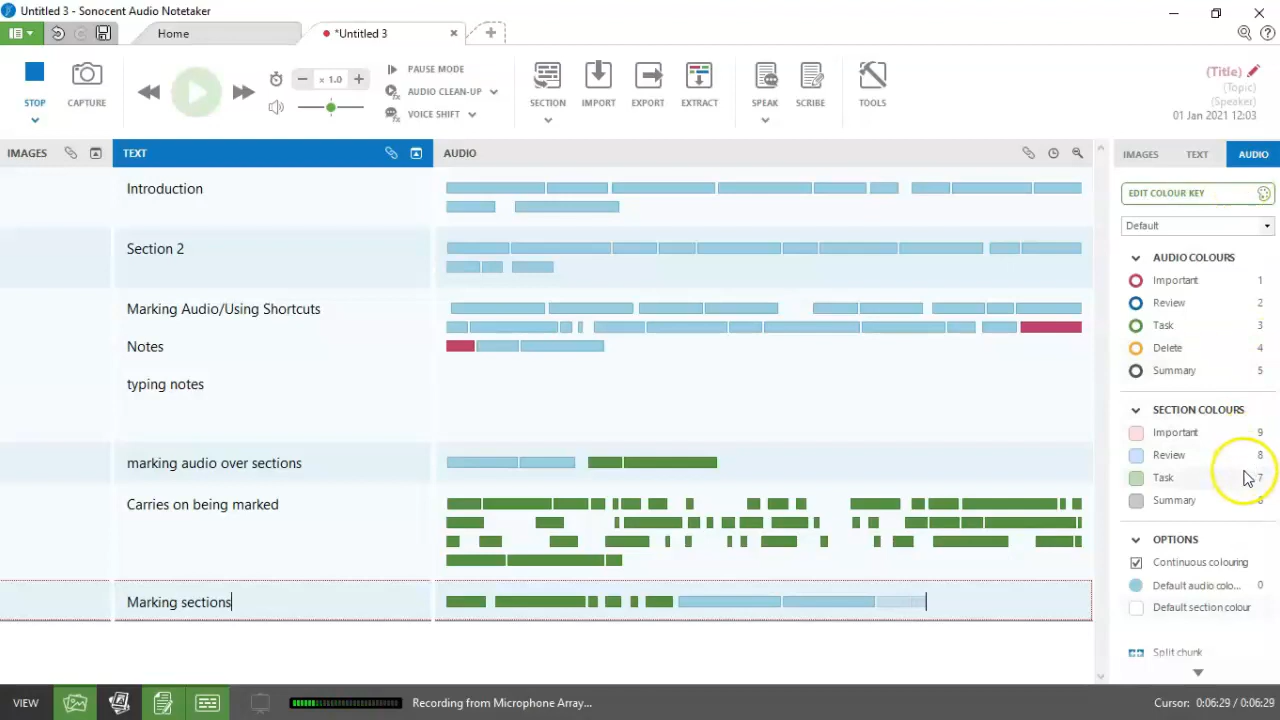 Untitled 3 - Sonocent Audio Notetaker
Home
*Untitled 3
STOP
CAPTURE
x 1.0
PAUSE MODE
AUDIO CLEAN-UP
VOICE SHIFT
SECTION
IMPORT
EXPORT
EXTRACT
SPEAK
SCRIBE
TOOLS
(Title)
(Topic)
(Speaker)
01 Jan 2021 12:03
IMAGES
TEXT
AUDIO
IMAGES
TEXT
AUDIO
Introduction
Section 2
Marking Audio/Using Shortcuts
Notes
typing notes
marking audio over sections
Carries on being marked
Marking sections
EDIT COLOUR KEY
Default
AUDIO COLOURS
Important 1
Review 2
Task 3
Delete 4
Summary 5
SECTION COLOURS
Important 9
Review 8
Task 7
Summary 6
OPTIONS
Continuous colouring
Default audio colo... 0
Default section colour
Split chunk
VIEW
Recording from Microphone Array...
Cursor: 0:06:29 / 0:06:29